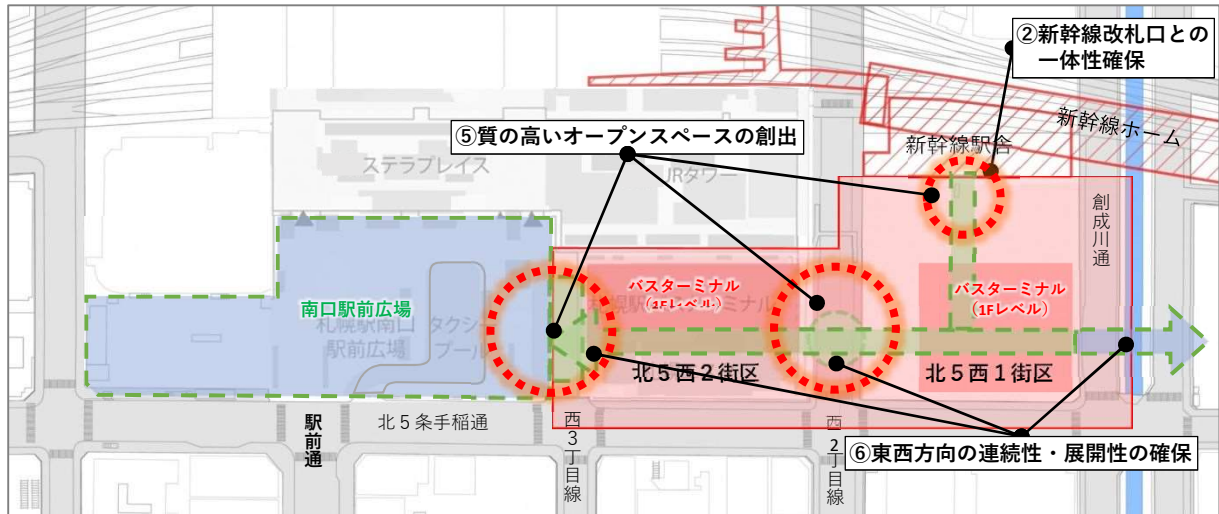 ②新幹線改札口との
一体性確保
新幹線ホーム
⑤質の高いオープンスペースの創出
新幹線駅舎
ステラプレイス
JRタワー
創成川通
バスターミナル
（1Fレベル）
バスターミナル
（1Fレベル）
南口駅前広場
札幌駅南口
駅前広場
タクシー
プール
北５西２街区
北５西１街区
駅前通
北５条手稲通
西３丁目線
西２丁目線
⑥東西方向の連続性・展開性の確保